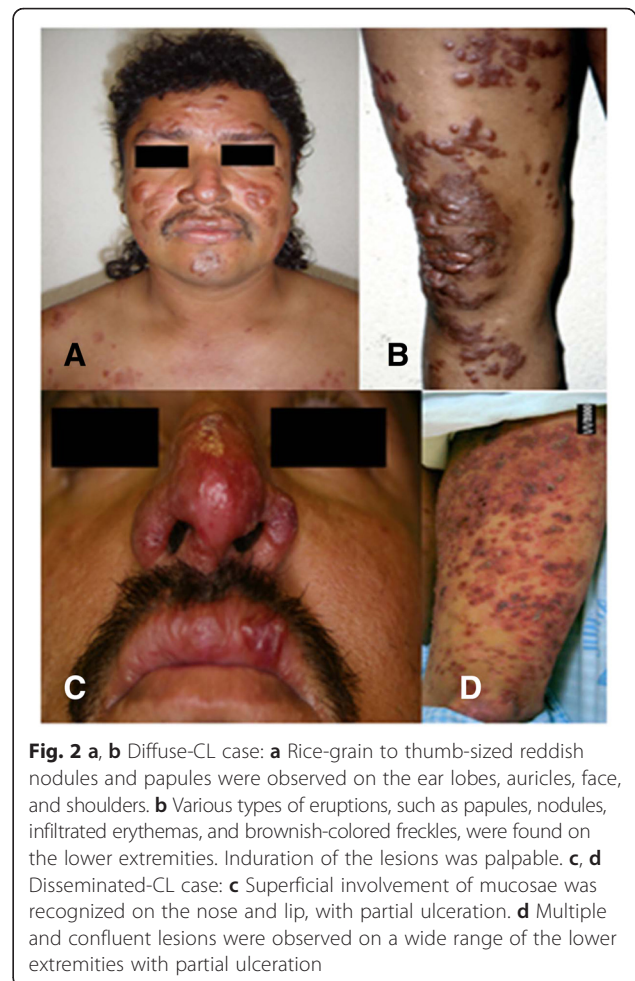 A
B
C
D
Fig. 2 a, b Diffuse-CL case: a Rice-grain to thumb-sized reddish
nodules and papules were observed on the ear lobes, auricles, face,
and shoulders. b Various types of eruptions, such as papules, nodules,
infiltrated erythemas, and brownish-colored freckles, were found on
the lower extremities. Induration of the lesions was palpable. c, d
Disseminated-CL case: c Superficial involvement of mucosae was
recognized on the nose and lip, with partial ulceration. d Multiple
and confluent lesions were observed on a wide range of the lower
extremities with partial ulceration